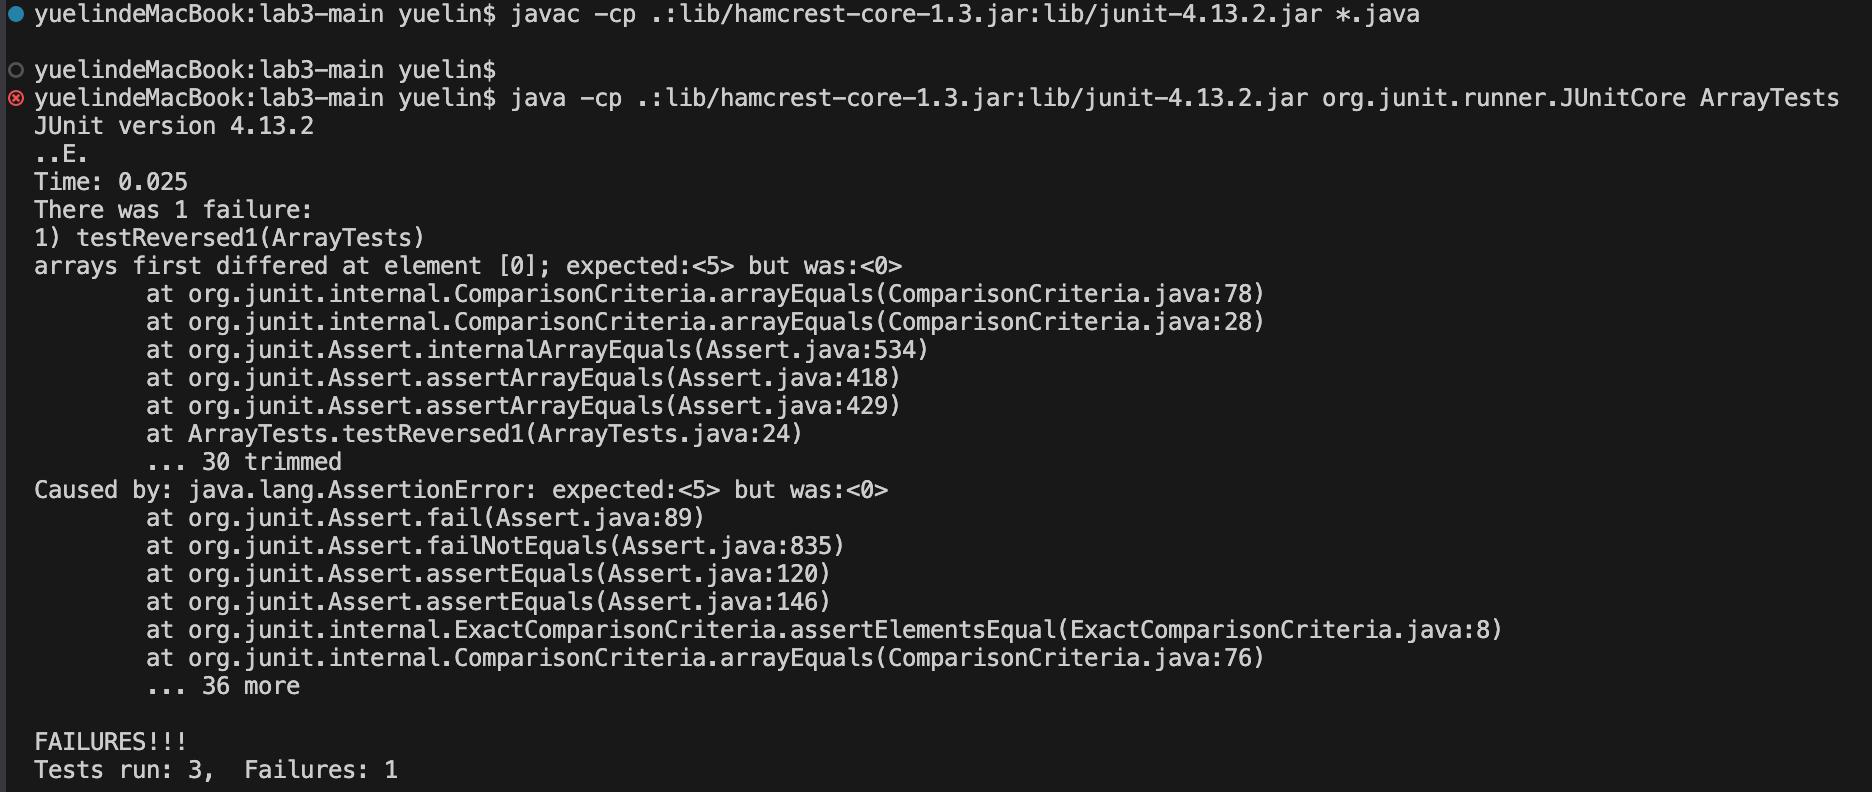 yuelindeMacBook:lab3-main yuelin$ javac -cp .:lib/hamcrest-core-1.3.jar:lib/junit-4.13.2.jar *.java
yuelindeMacBook:lab3-main yuelin$
yuelindeMacBook:lab3-main yuelin$ java -cp .:lib/hamcrest-core-1.3.jar:lib/junit-4.13.2.jar org.junit.runner.JUnitCore ArrayTests
JUnit version 4.13.2
..E.
Time: 0.025
There was 1 failure:
1) testReversed1(ArrayTests)
arrays first differed at element [0]; expected:<5> but was:<0>
        at org.junit.internal.ComparisonCriteria.arrayEquals(ComparisonCriteria.java:78)
        at org.junit.internal.ComparisonCriteria.arrayEquals(ComparisonCriteria.java:28)
        at org.junit.Assert.internalArrayEquals(Assert.java:534)
        at org.junit.Assert.assertArrayEquals(Assert.java:418)
        at org.junit.Assert.assertArrayEquals(Assert.java:429)
        at ArrayTests.testReversed1(ArrayTests.java:24)
        ... 30 trimmed
Caused by: java.lang.AssertionError: expected:<5> but was:<0>
        at org.junit.Assert.fail(Assert.java:89)
        at org.junit.Assert.failNotEquals(Assert.java:835)
        at org.junit.Assert.assertEquals(Assert.java:120)
        at org.junit.Assert.assertEquals(Assert.java:146)
        at org.junit.internal.ExactComparisonCriteria.assertElementsEqual(ExactComparisonCriteria.java:8)
        at org.junit.internal.ComparisonCriteria.arrayEquals(ComparisonCriteria.java:76)
        ... 36 more
FAILURES!!!
Tests run: 3,  Failures: 1